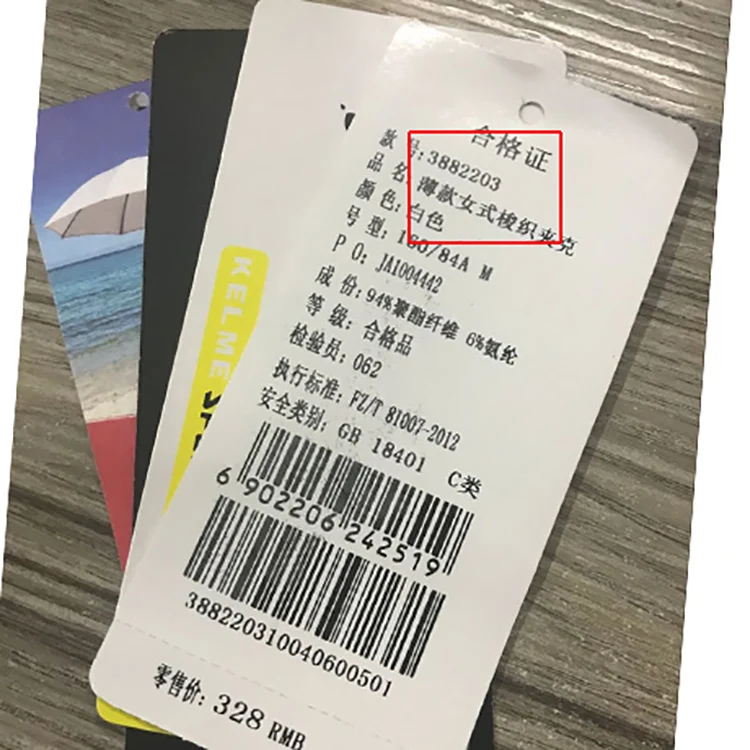 合格证
款号:3882203
品名:薄款女式梭织夹克
颜色:白色
号型:160/84A M
P O: JA1004442
成份:94%聚酯纤维 6%氨纶
等级: 合格品
检验员: 062
执行标准: FZ/T 81007-2012
安全类别: GB 18401 C类
6 902206 242519
388220310040600501
零售价: 328 RMB
KELME